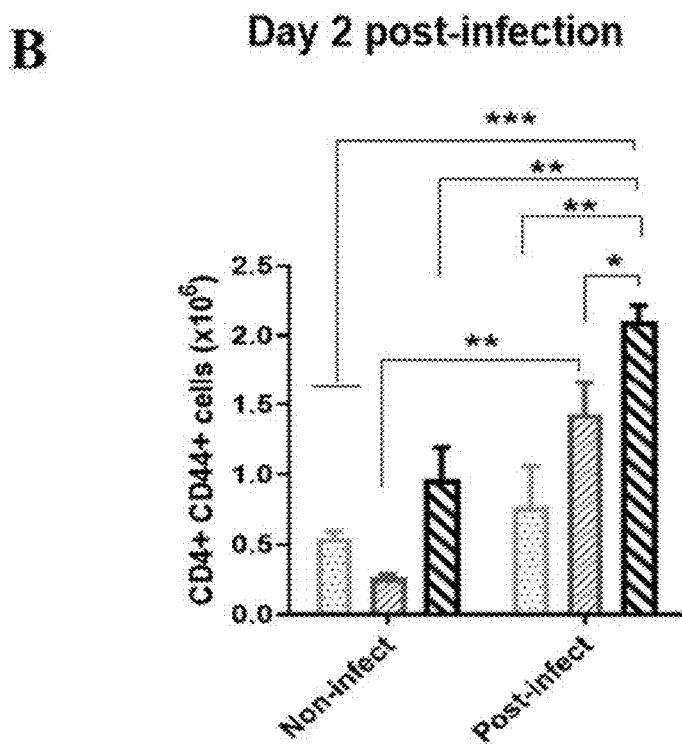 B
Day 2 post-infection
***
**
**
*
**
CD4+ CD44+ cells (x10⁶)
2.5
2.0
1.5
1.0
0.5
0.0
Non-infect
Post-infect